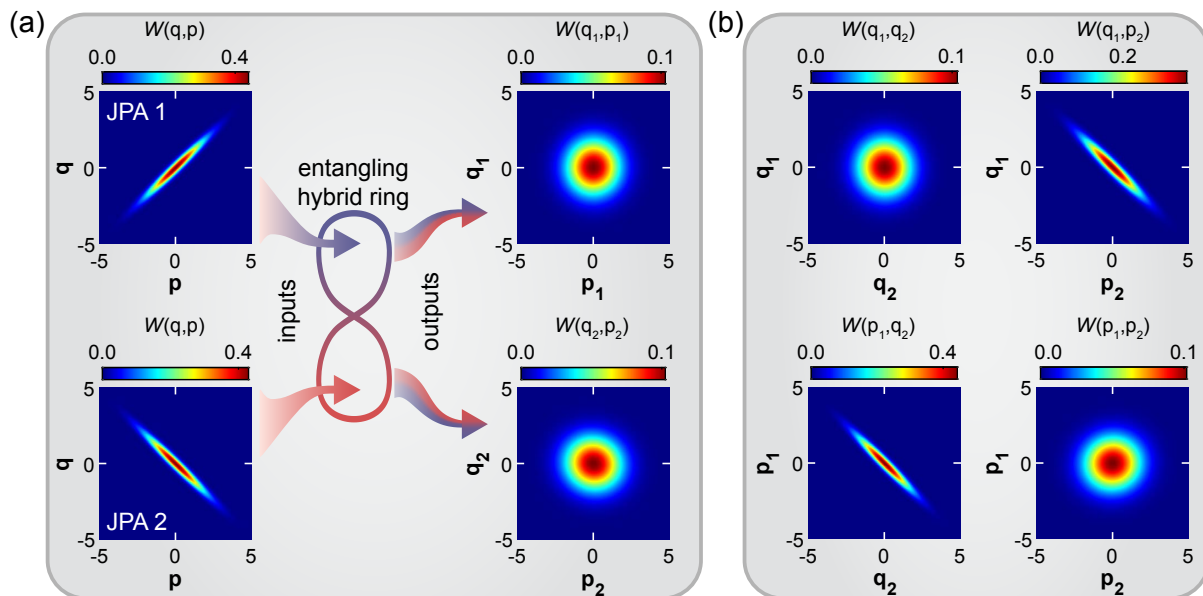 (a)
W(q,p)
0.0 0.4
5
JPA 1
q
0
-5
-5 0 5
p
W(q,p)
0.0 0.4
5
q
0
JPA 2
-5
-5 0 5
p
entangling
hybrid ring
inputs
outputs
W(q1,p1)
0.0 0.1
5
q1
0
-5
-5 0 5
p1
W(q2,p2)
0.0 0.1
5
q2
0
-5
-5 0 5
p2
(b)
W(q1,q2)
0.0 0.1
5
q1
0
-5
-5 0 5
q2
W(q1,p2)
0.0 0.2
5
q1
0
-5
-5 0 5
p2
W(p1,q2)
0.0 0.4
5
p1
0
-5
-5 0 5
q2
W(p1,p2)
0.0 0.1
5
p1
0
-5
-5 0 5
p2